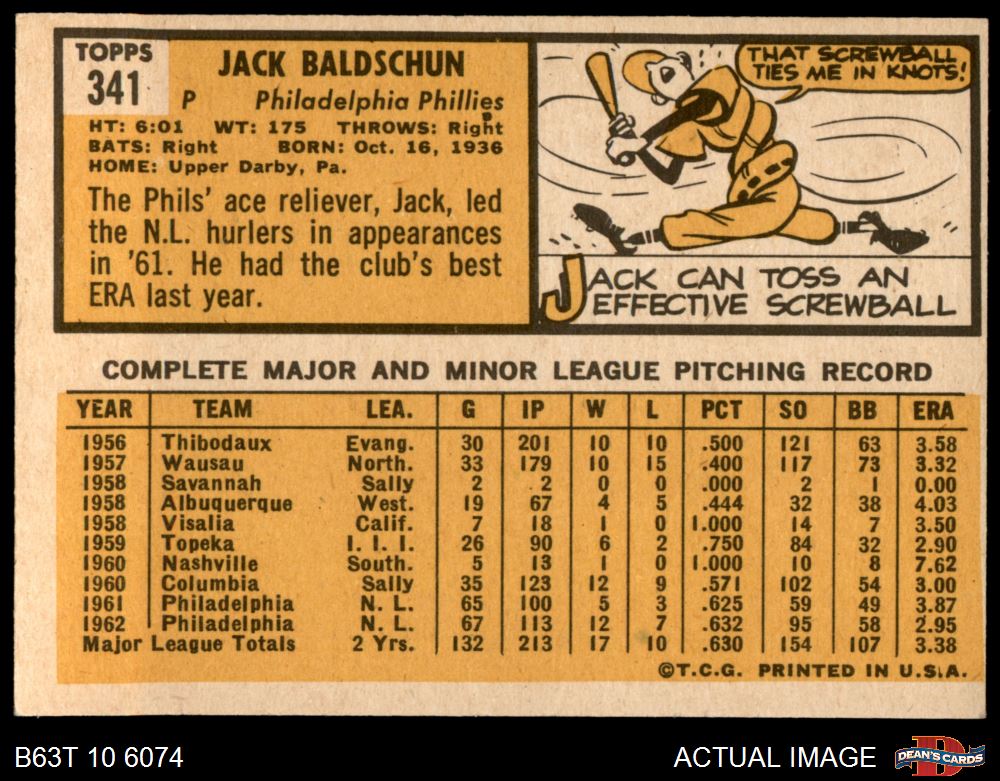 TOPPS
341
JACK BALDSCHUN
P Philadelphia Phillies
HT: 6:01 WT: 175 THROWS: Right
BATS: Right BORN: Oct. 16, 1936
HOME: Upper Darby, Pa.
The Phils' ace reliever, Jack, led
the N.L. hurlers in appearances
in '61. He had the club's best
ERA last year.
THAT SCREWBALL
TIES ME IN KNOTS!
JACK CAN TOSS AN
EFFECTIVE SCREWBALL
COMPLETE MAJOR AND MINOR LEAGUE PITCHING RECORD
YEAR TEAM LEA. G IP W L PCT SO BB ERA
1956 Thibodaux Evang. 30 201 10 10 .500 121 63 3.58
1957 Wausau North. 33 179 10 15 .400 117 73 3.32
1958 Savannah Sally 2 2 0 0 .000 2 1 0.00
1958 Albuquerque West. 19 67 4 5 .444 32 38 4.03
1958 Visalia Calif. 7 18 1 0 1.000 14 7 3.50
1959 Topeka I. I. I. 26 90 6 2 .750 84 32 2.90
1960 Nashville South. 5 13 1 0 1.000 10 8 7.62
1960 Columbia Sally 35 123 12 9 .571 102 54 3.00
1961 Philadelphia N. L. 65 100 5 3 .625 59 49 3.87
1962 Philadelphia N. L. 67 113 12 7 .632 95 58 2.95
Major League Totals 2 Yrs. 132 213 17 10 .630 154 107 3.38
©T.C.G. PRINTED IN U.S.A.
B63T 10 6074
ACTUAL IMAGE
DEAN'S CARDS